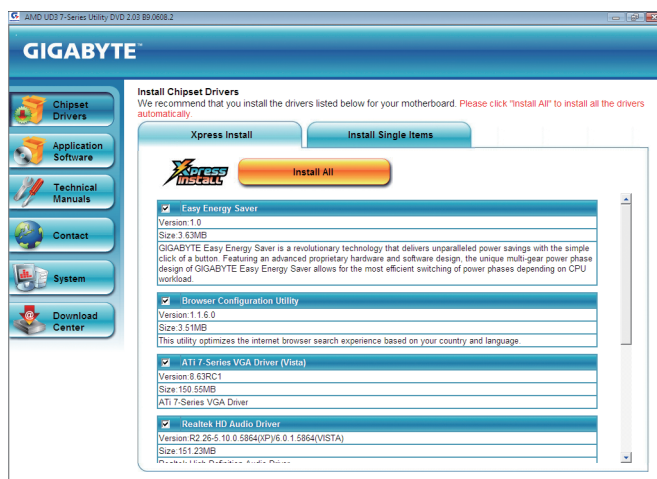 AMD UD3 7-Series Utility DVD 2.03 B9.0608.2
GIGABYTE™
Chipset
Drivers
Application
Software
Technical
Manuals
Contact
System
Download
Center
Install Chipset Drivers
We recommend that you install the drivers listed below for your motherboard. Please click "Install All" to install all the drivers
automatically.
Xpress Install
Install Single Items
Xpress
INSTALL
Install All
Easy Energy Saver
Version:1.0
Size:3.63MB
GIGABYTE Easy Energy Saver is a revolutionary technology that delivers unparalleled power savings with the simple
click of a button. Featuring an advanced proprietary hardware and software design, the unique multi-gear power phase
design of GIGABYTE Easy Energy Saver allows for the most efficient switching of power phases depending on CPU
workload.
Browser Configuration Utility
Version:1.1.6.0
Size:3.51MB
This utility optimizes the internet browser search experience based on your country and language.
ATi 7-Series VGA Driver (Vista)
Version:8.63RC1
Size:150.55MB
ATi 7-Series VGA Driver
Realtek HD Audio Driver
Version:R2.26-5.10.0.5864(XP)/6.0.1.5864(VISTA)
Size:151.23MB
Realtek High Definition Audio Driver